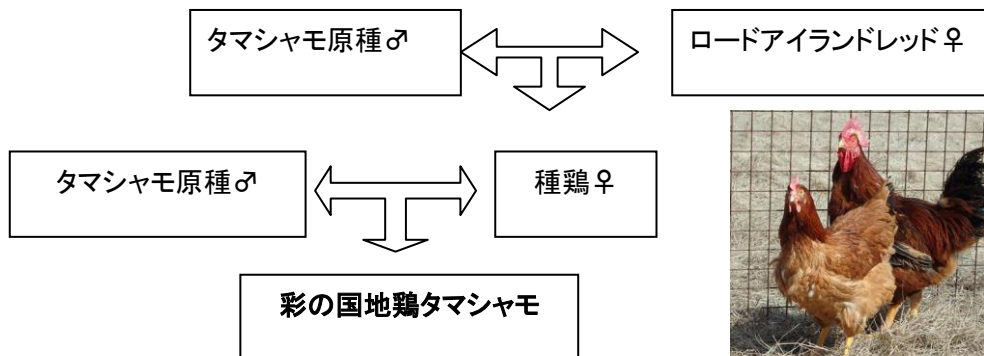 タマシャモ原種♂
ロードアイランドレッド♀
タマシャモ原種♂
種鶏♀
彩の国地鶏タマシャモ